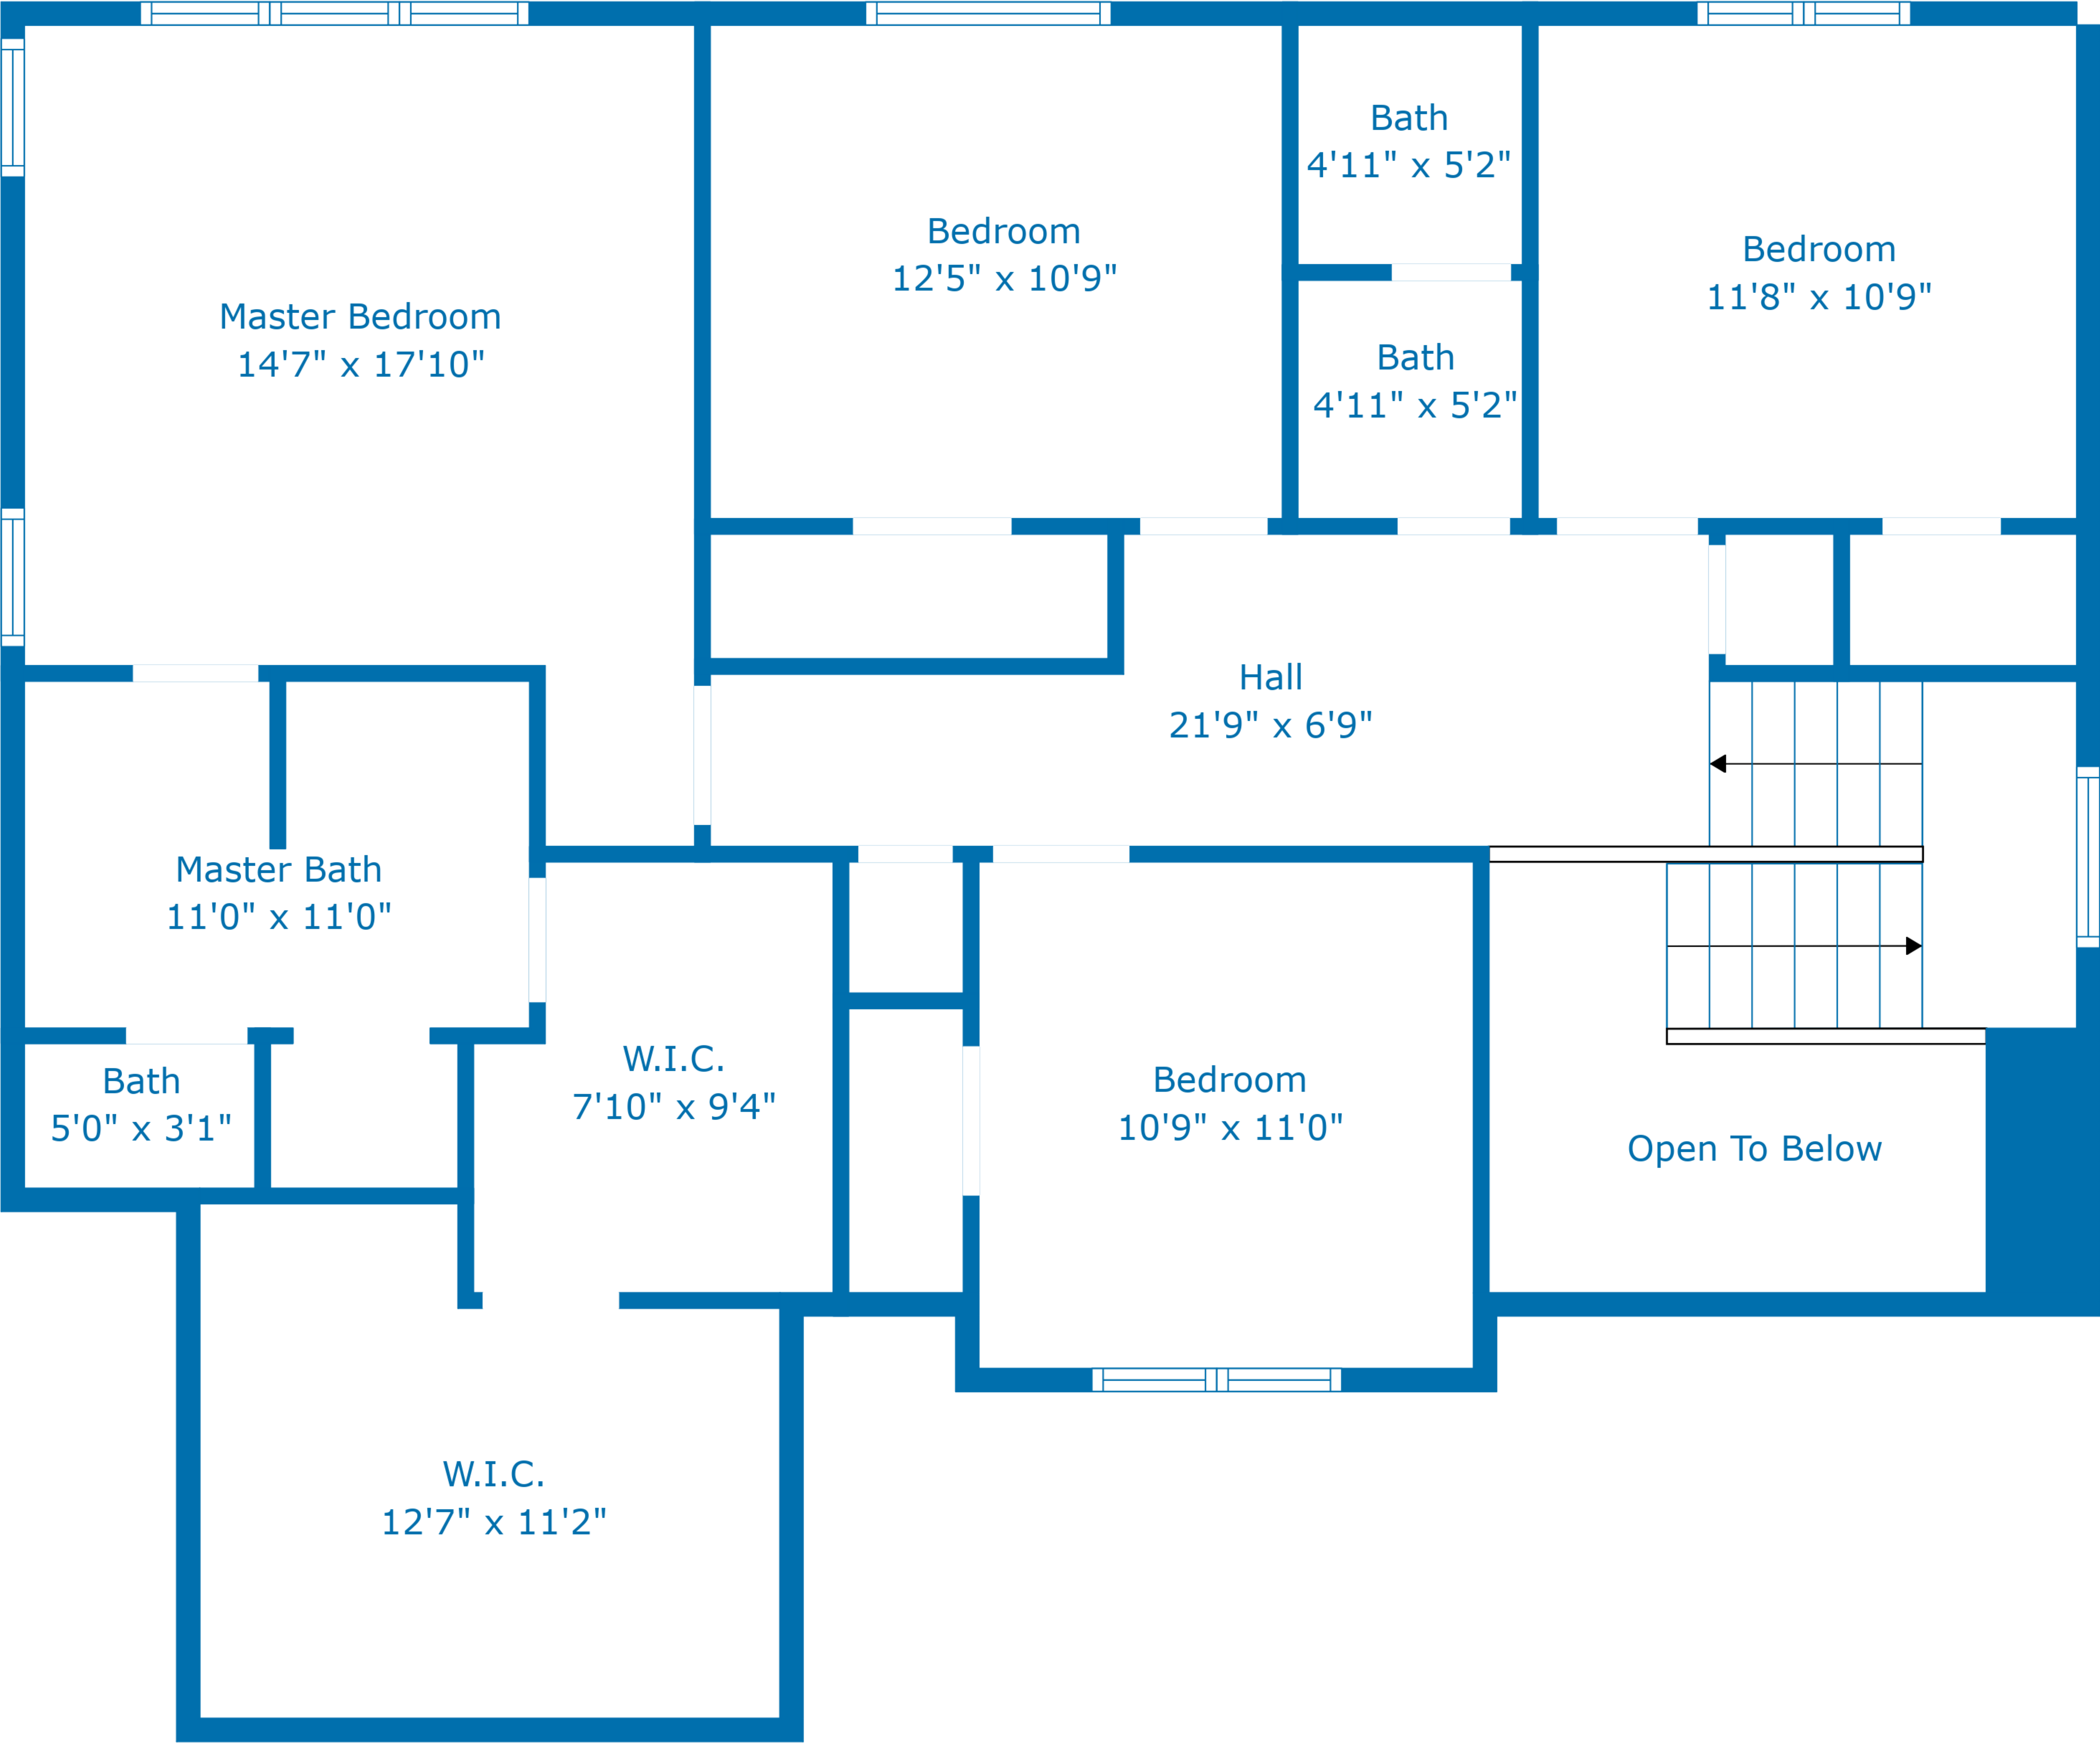 Bath
4'11" x 5'2"
Bedroom
12'5" x 10'9"
Bedroom
11'8" x 10'9"
Master Bedroom
14'7" x 17'10"
Bath
4'11" x 5'2"
Hall
21'9" x 6'9"
Master Bath
11'0" x 11'0"
W.I.C.
7'10" x 9'4"
Bath
5'0" x 3'1"
Bedroom
10'9" x 11'0"
Open To Below
W.I.C.
12'7" x 11'2"